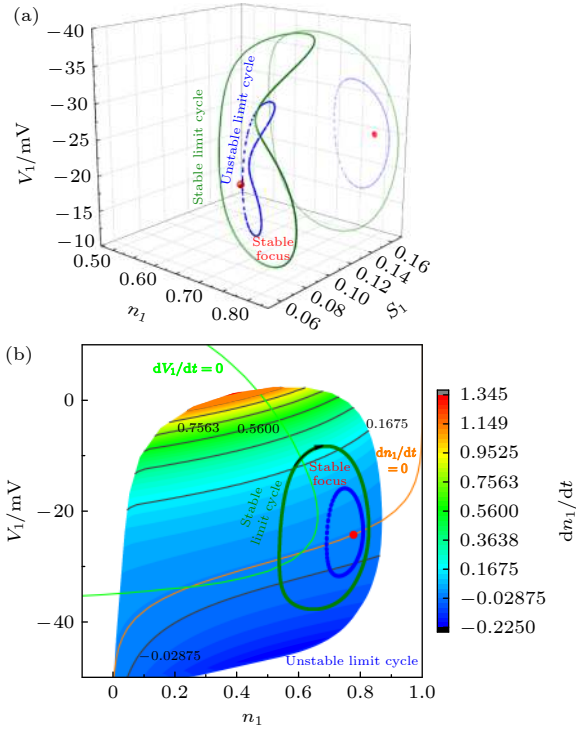 (a)
−40
−35
−30
−25
−20
−15
−10
V1/mV
Stable limit cycle
Unstable limit cycle
Stable
focus
0.50
0.60
0.70
0.80
n1
0.06
0.08
0.10
0.12
0.14
0.16
S1
(b)
dV1/dt=0
0.7563
0.5600
0.1675
dn1/dt
=0
Stable
focus
Stable
limit cycle
−0.02875
Unstable limit cycle
0
−20
−40
V1/mV
0
0.2
0.4
0.6
0.8
1.0
n1
1.345
1.149
0.9525
0.7563
0.5600
0.3638
0.1675
−0.02875
−0.2250
dn1/dt